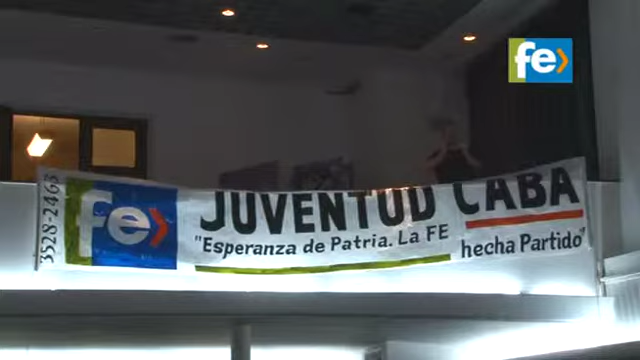 fe
3528-2463
fe
JUVENTUD CABA
"Esperanza de Patria. La FE hecha Partido"